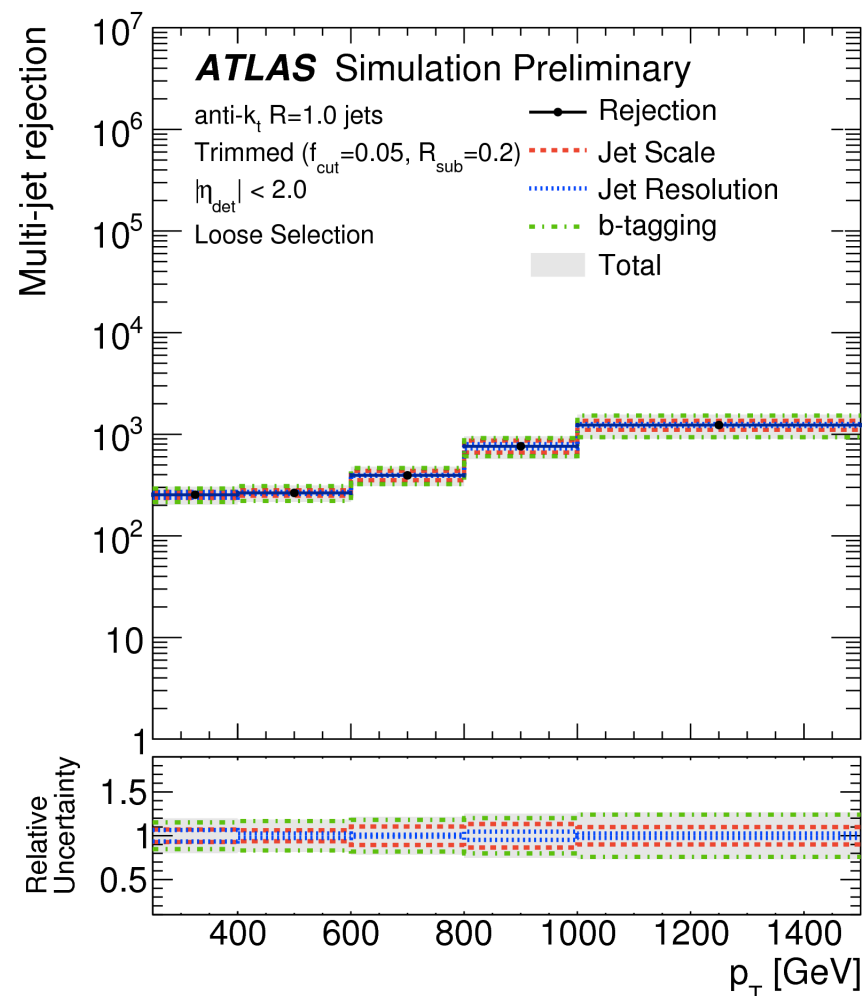 10^7
ATLAS Simulation Preliminary
anti-k_t R=1.0 jets
Trimmed (f_cut=0.05, R_sub=0.2)
|η_det| < 2.0
Loose Selection
Rejection
Jet Scale
Jet Resolution
b-tagging
Total
Multi-jet rejection
10^6
10^5
10^4
10^3
10^2
10
1
Relative
Uncertainty
1.5
1
0.5
400 600 800 1000 1200 1400
p_T [GeV]